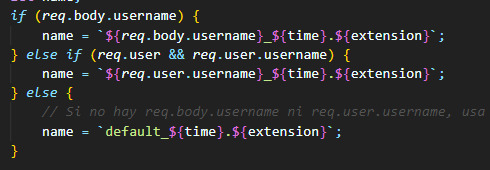 if (req.body.username) {
name = `${req.body.username}_${time}.${extension}`;
} else if (req.user && req.user.username) {
name = `${req.user.username}_${time}.${extension}`;
} else {
// Si no hay req.body.username ni req.user.username, usa
name = `default_${time}.${extension}`;
}